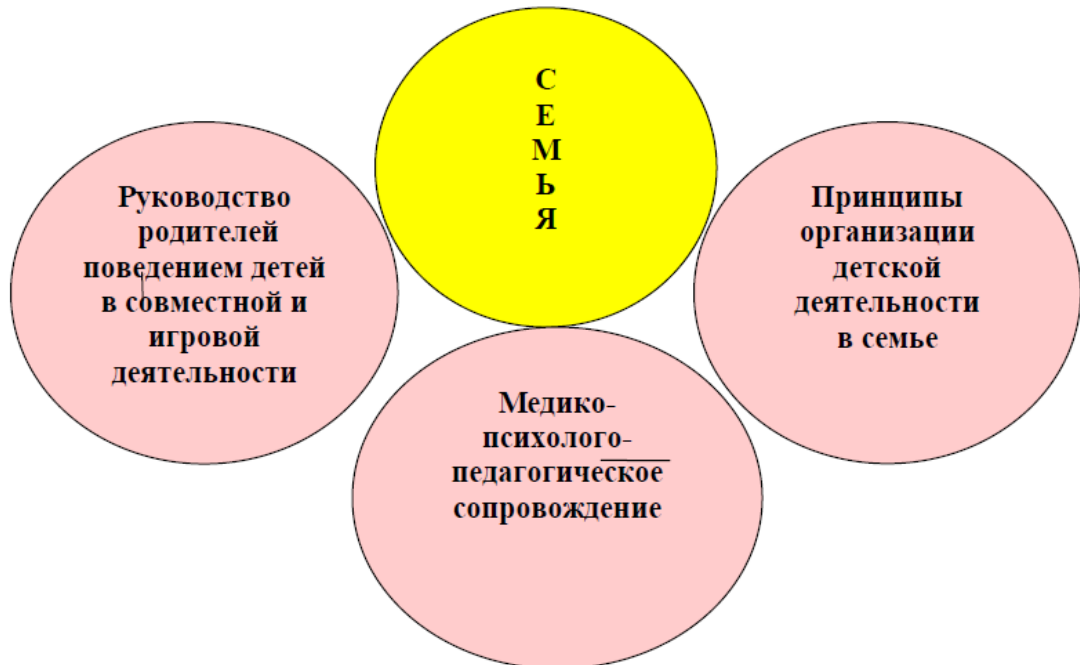 С
Е
М
Ь
Я
Руководство
родителей
поведением детей
в совместной и
игровой
деятельности
Принципы
организации
детской
деятельности
в семье
Медико-
психолого-
педагогическое
сопровождение